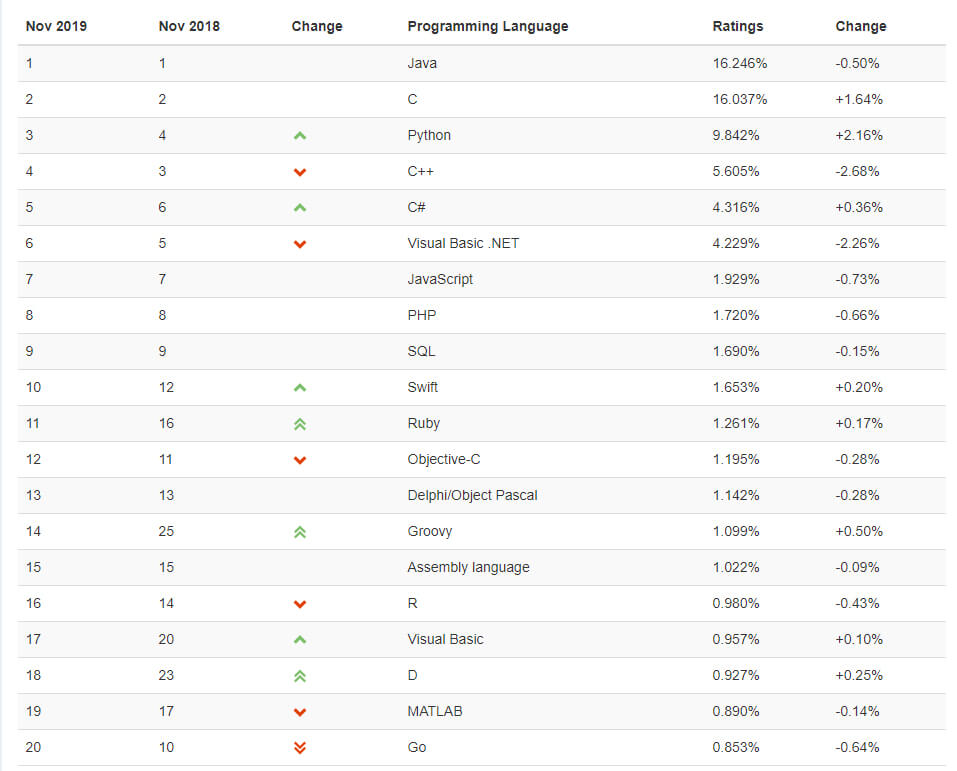 Nov 2019 Nov 2018 Change Programming Language Ratings Change
1 1 Java 16.246% -0.50%
2 2 C 16.037% +1.64%
3 4 Python 9.842% +2.16%
4 3 C++ 5.605% -2.68%
5 6 C# 4.316% +0.36%
6 5 Visual Basic .NET 4.229% -2.26%
7 7 JavaScript 1.929% -0.73%
8 8 PHP 1.720% -0.66%
9 9 SQL 1.690% -0.15%
10 12 Swift 1.653% +0.20%
11 16 Ruby 1.261% +0.17%
12 11 Objective-C 1.195% -0.28%
13 13 Delphi/Object Pascal 1.142% -0.28%
14 25 Groovy 1.099% +0.50%
15 15 Assembly language 1.022% -0.09%
16 14 R 0.980% -0.43%
17 20 Visual Basic 0.957% +0.10%
18 23 D 0.927% +0.25%
19 17 MATLAB 0.890% -0.14%
20 10 Go 0.853% -0.64%